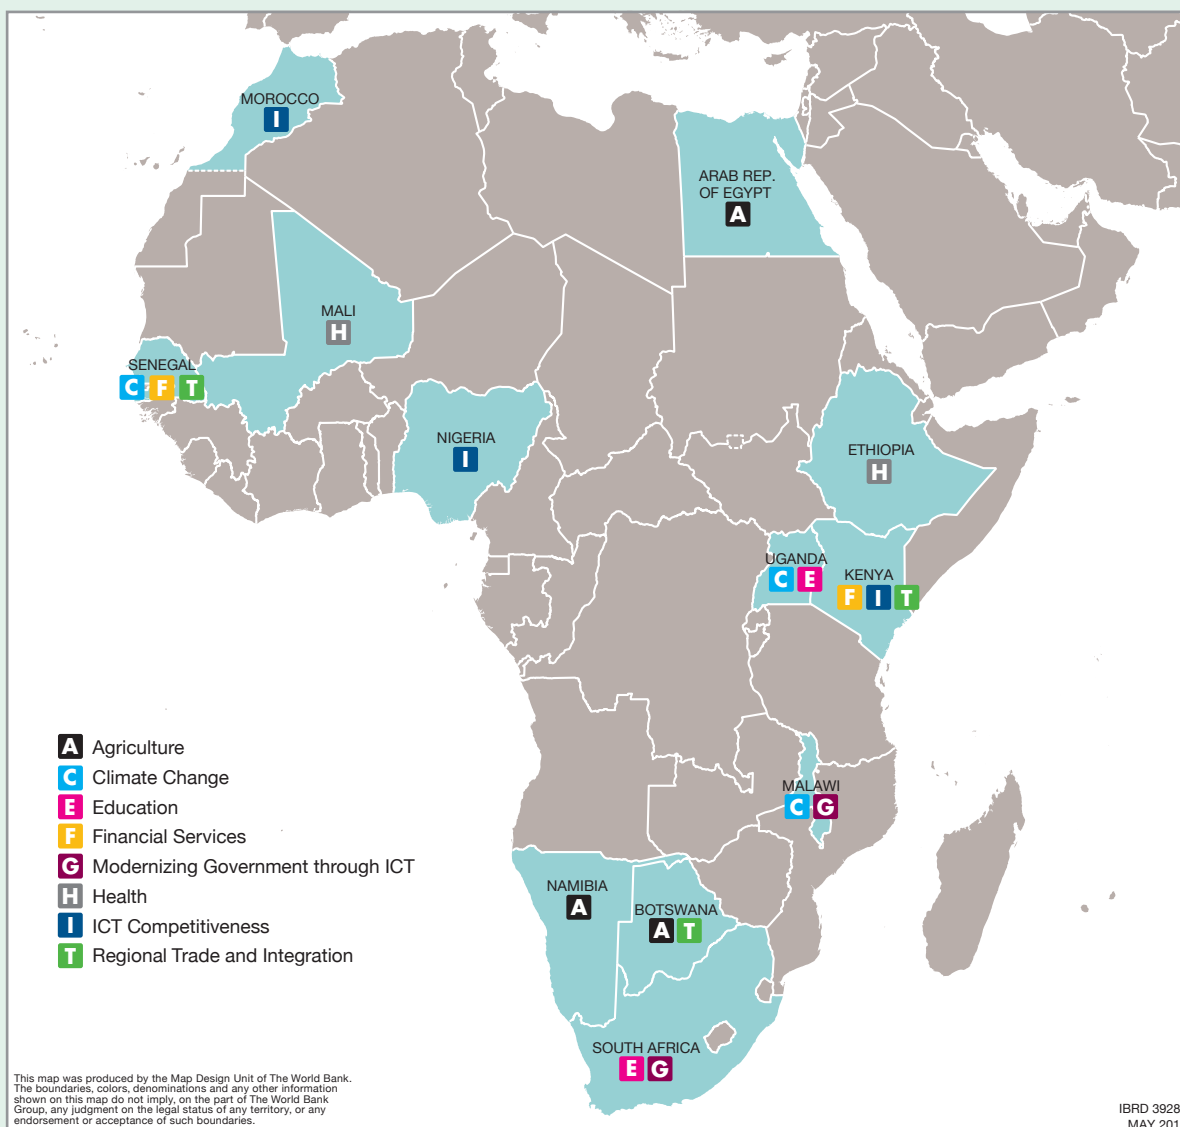 MOROCCO
I
ARAB REP.
OF EGYPT
A
MALI
H
SENEGAL
C F T
NIGERIA
I
ETHIOPIA
H
UGANDA
C E
KENYA
F I T
MALAWI
C G
NAMIBIA
A
BOTSWANA
A T
SOUTH AFRICA
E G
A Agriculture
C Climate Change
E Education
F Financial Services
G Modernizing Government through ICT
H Health
I ICT Competitiveness
T Regional Trade and Integration
This map was produced by the Map Design Unit of The World Bank.
The boundaries, colors, denominations and any other information
shown on this map do not imply, on the part of The World Bank
Group, any judgment on the legal status of any territory, or any
endorsement or acceptance of such boundaries.
IBRD 3928
MAY 201